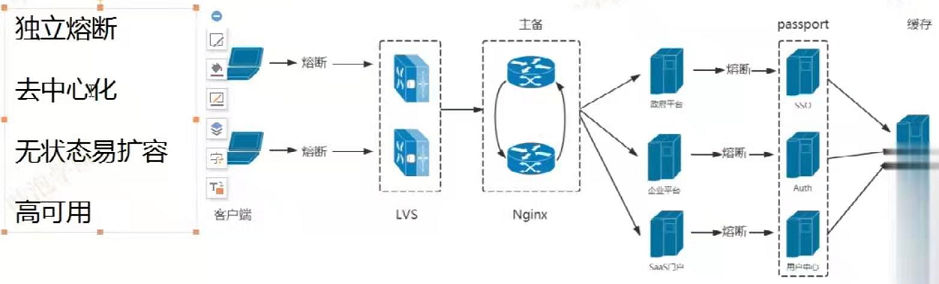 独立熔断
去中心化
无状态易扩容
高可用
客户端
熔断
熔断
LVS
主备
Nginx
政府平台
企业平台
SaaS门户
熔断
熔断
熔断
passport
SSO
Auth
用户中心
缓存